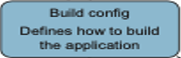 Build config
Defines how to build
the application